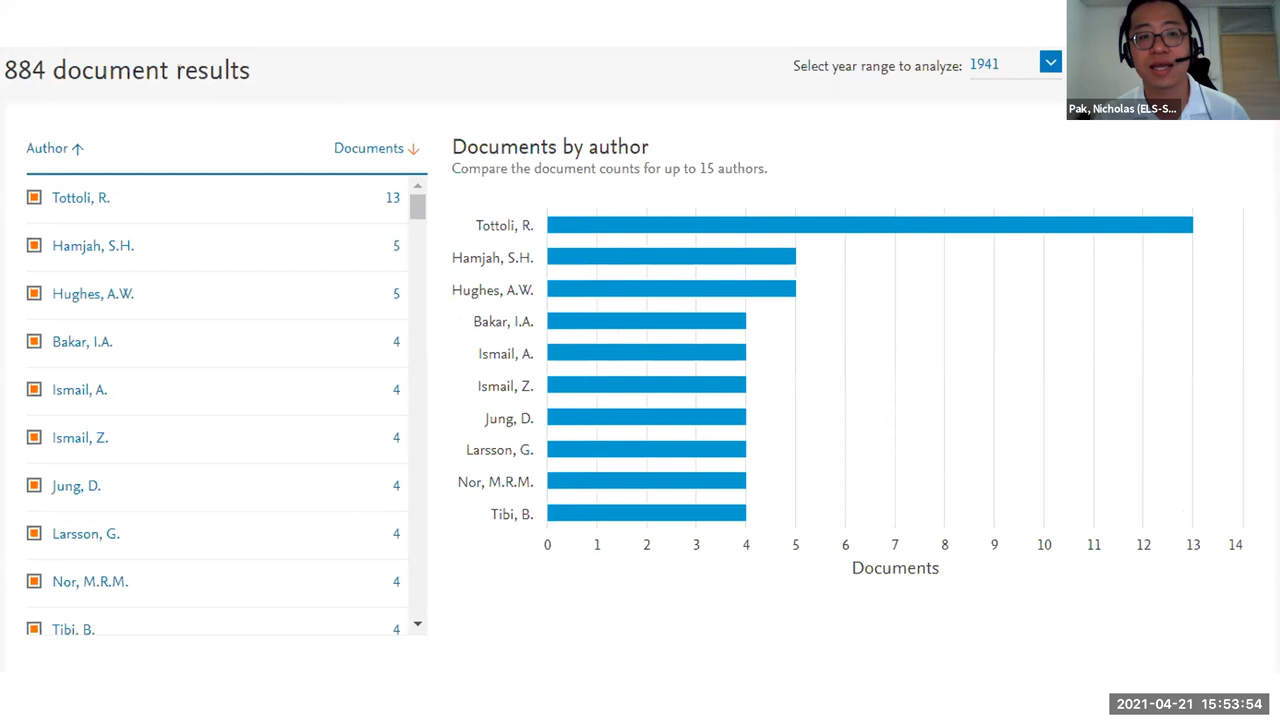 884 document results
Select year range to analyze: 1941
Pak, Nicholas (ELS-S...
Author Documents
Tottoli, R. 13
Hamjah, S.H. 5
Hughes, A.W. 5
Bakar, I.A. 4
Ismail, A. 4
Ismail, Z. 4
Jung, D. 4
Larsson, G. 4
Nor, M.R.M. 4
Tibi, B. 4
Documents by author
Compare the document counts for up to 15 authors.
Tottoli, R.
Hamjah, S.H.
Hughes, A.W.
Bakar, I.A.
Ismail, A.
Ismail, Z.
Jung, D.
Larsson, G.
Nor, M.R.M.
Tibi, B.
0 1 2 3 4 5 6 7 8 9 10 11 12 13 14
Documents
2021-04-21 15:53:54